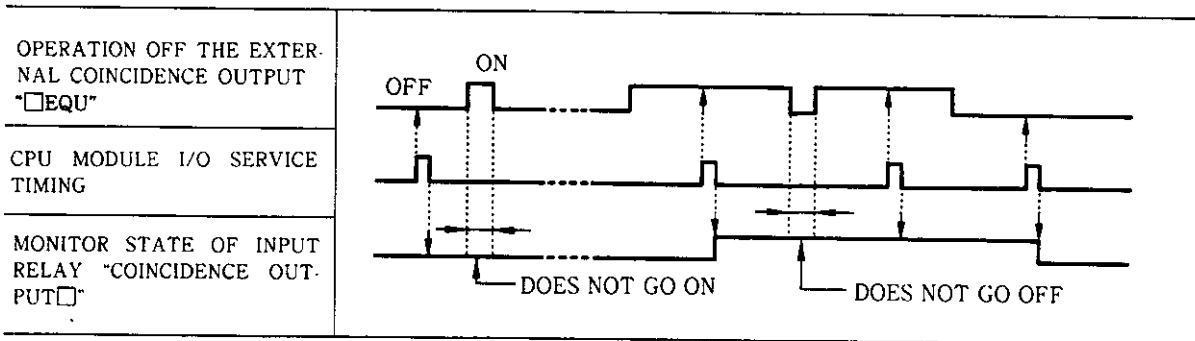 OPERATION OFF THE EXTER-
NAL COINCIDENCE OUTPUT
"□EQU"
CPU MODULE I/O SERVICE
TIMING
MONITOR STATE OF INPUT
RELAY "COINCIDENCE OUT-
PUT□"
OFF
ON
DOES NOT GO ON
DOES NOT GO OFF